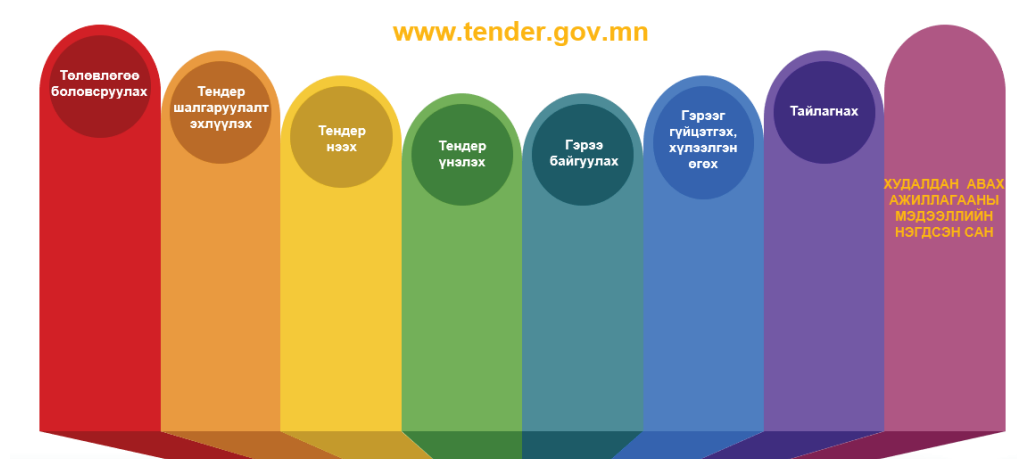 www.tender.gov.mn
Төлөвлөгөө
боловсруулах
Тендер
шалгаруулалт
эхлүүлэх
Тендер
нээх
Тендер
үнэлэх
Гэрээ
байгуулах
Гэрээг
гүйцэтгэх,
хүлээлгэн
өгөх
Тайлагнах
ХУДАЛДАН АВАХ
АЖИЛЛАГААНЫ
МЭДЭЭЛЛИЙН
НЭГДСЭН САН